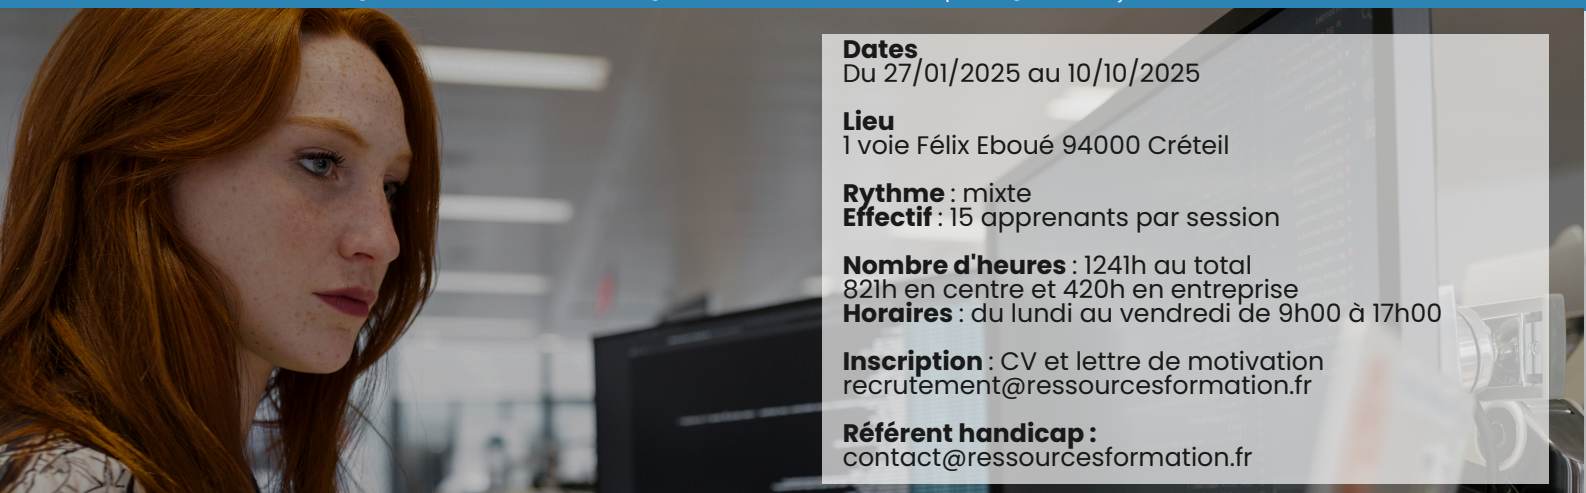 Dates
Du 27/01/2025 au 10/10/2025
Lieu
1 voie Félix Eboué 94000 Créteil
Rythme : mixte
Effectif : 15 apprenants par session
Nombre d'heures : 1241h au total
821h en centre et 420h en entreprise
Horaires : du lundi au vendredi de 9h00 à 17h00
Inscription : CV et lettre de motivation
recrutement@ressourcesformation.fr
Référent handicap :
contact@ressourcesformation.fr